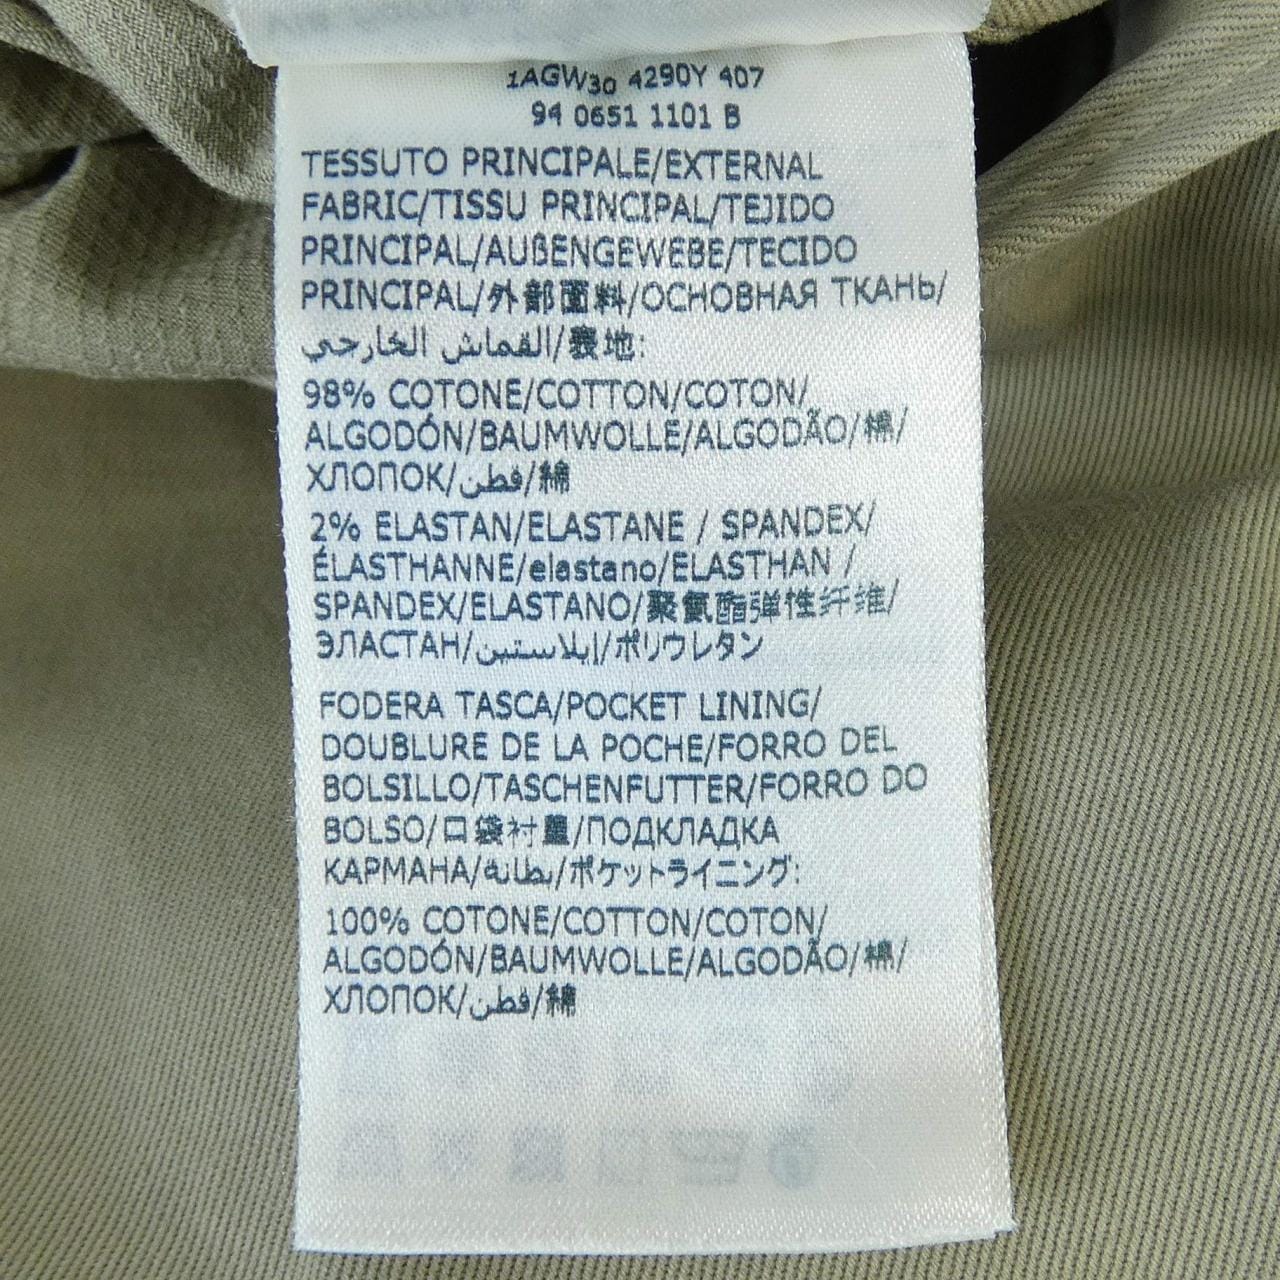 1AGW30 4290Y 407
94 0651 1101 B
TESSUTO PRINCIPALE/EXTERNAL
FABRIC/TISSU PRINCIPAL/TEJIDO
PRINCIPAL/AUßENGEWEBE/TECIDO
PRINCIPAL/外部面料/ОСНОВНАЯ ТКАНЬ/
القماش الخارجي/表地:
98% COTONE/COTTON/COTON/
ALGODÓN/BAUMWOLLE/ALGODÃO/棉/
ХЛОПОК/قطن/綿
2% ELASTAN/ELASTANE / SPANDEX/
ÉLASTHANNE/elastano/ELASTHAN /
SPANDEX/ELASTANO/聚氨酯弹性纤维/
ЭЛАСТАН/إيلاستين/ポリウレタン
FODERA TASCA/POCKET LINING/
DOUBLURE DE LA POCHE/FORRO DEL
BOLSILLO/TASCHENFUTTER/FORRO DO
BOLSO/口袋衬里/ПОДКЛАДКА
КАРМАНА/بطانة/ポケットライニング:
100% COTONE/COTTON/COTON/
ALGODÓN/BAUMWOLLE/ALGODÃO/棉/
ХЛОПОК/قطن/綿